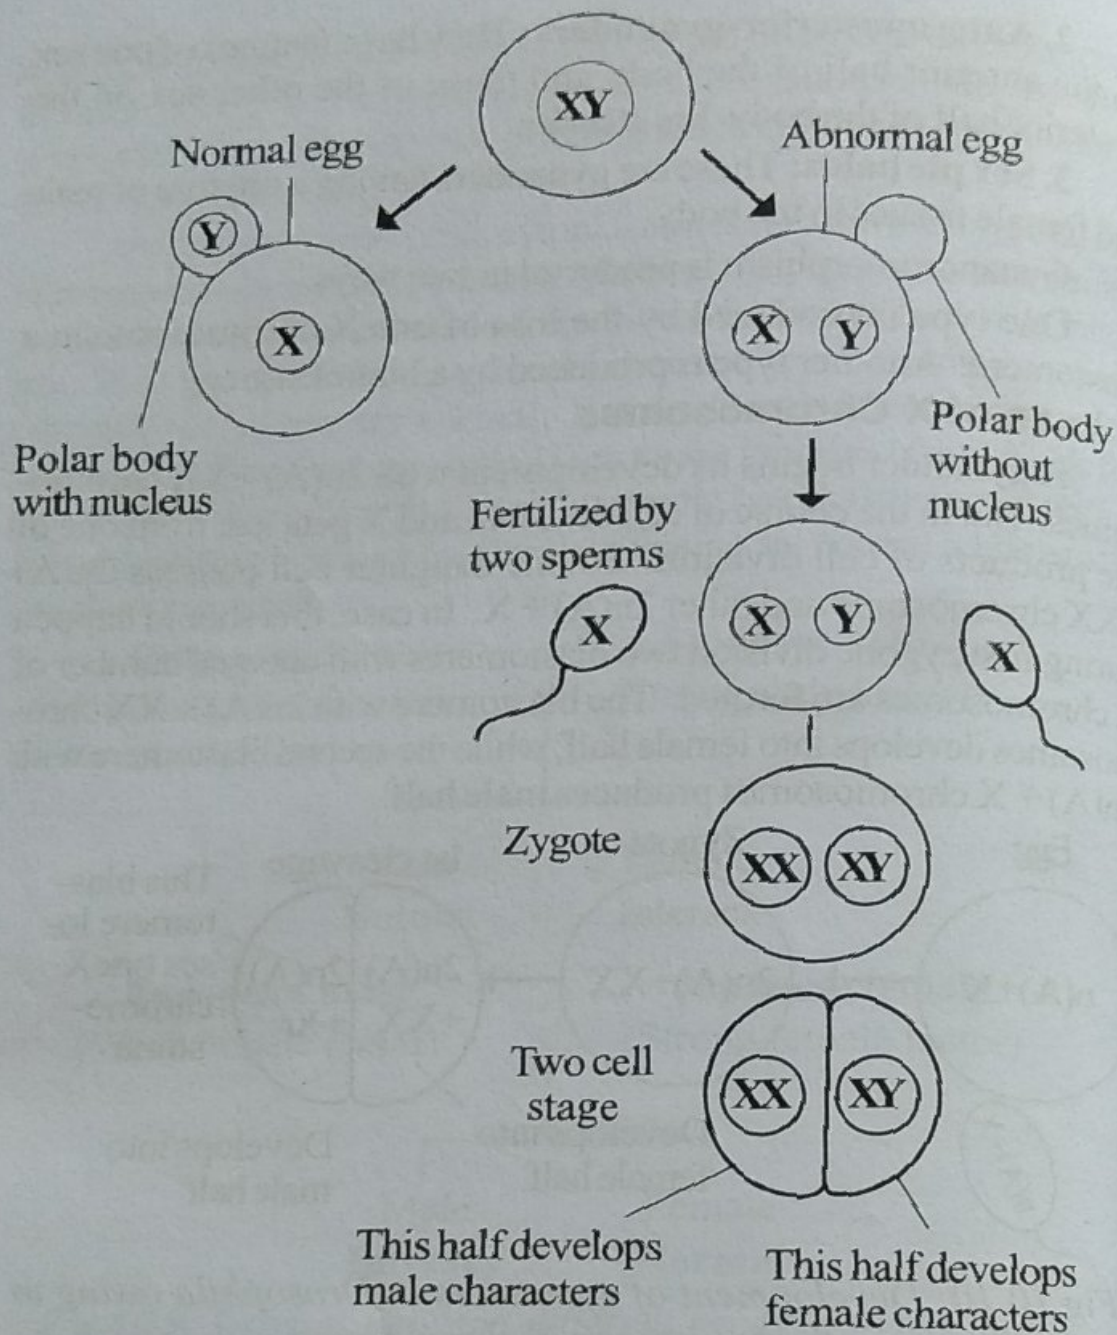 XY
Normal egg
Abnormal egg
Y
X
X Y
Polar body
with nucleus
Polar body
without
nucleus
Fertilized by
two sperms
X
X Y
X
Zygote
XX XY
Two cell
stage
XX XY
This half develops
male characters
This half develops
female characters